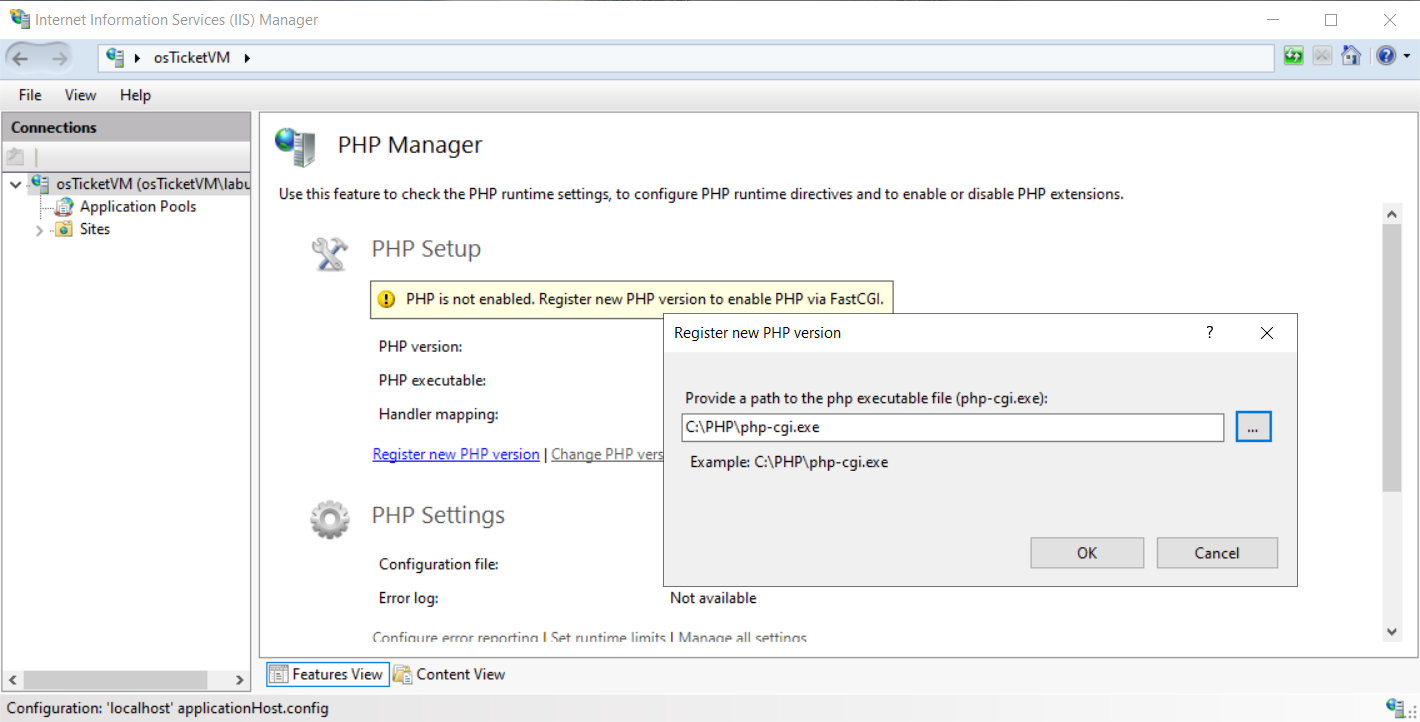 Internet Information Services (IIS) Manager
osTicketVM
File View Help
Connections
osTicketVM (osTicketVM\labu
Application Pools
Sites
PHP Manager
Use this feature to check the PHP runtime settings, to configure PHP runtime directives and to enable or disable PHP extensions.
PHP Setup
PHP is not enabled. Register new PHP version to enable PHP via FastCGI.
PHP version:
PHP executable:
Handler mapping:
Register new PHP version | Change PHP vers
Register new PHP version ?
Provide a path to the php executable file (php-cgi.exe):
C:\PHP\php-cgi.exe ...
Example: C:\PHP\php-cgi.exe
OK Cancel
PHP Settings
Configuration file:
Error log: Not available
Configure error reporting | Set runtime limits | Manage all settings
Features View Content View
Configuration: 'localhost' applicationHost.config